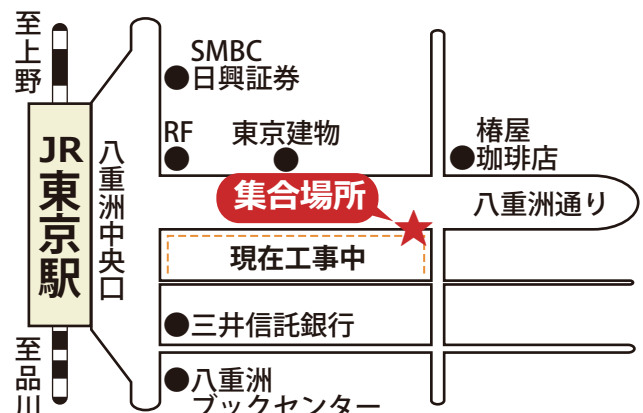 至上野
SMBC
日興証券
RF
東京建物
椿屋
珈琲店
JR
東京駅
八重洲中央口
集合場所
八重洲通り
現在工事中
三井信託銀行
至品川
八重洲
ブックセンター